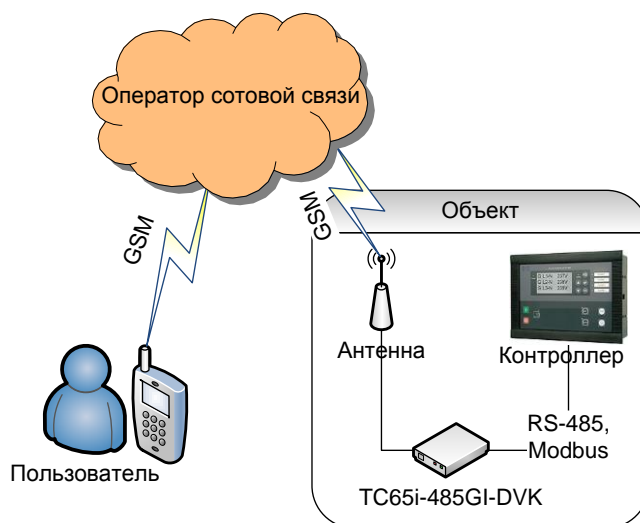 Оператор сотовой связи
GSM
GSM
Объект
Антенна
Контроллер
RS-485,
Modbus
Пользователь
TC65i-485GI-DVK